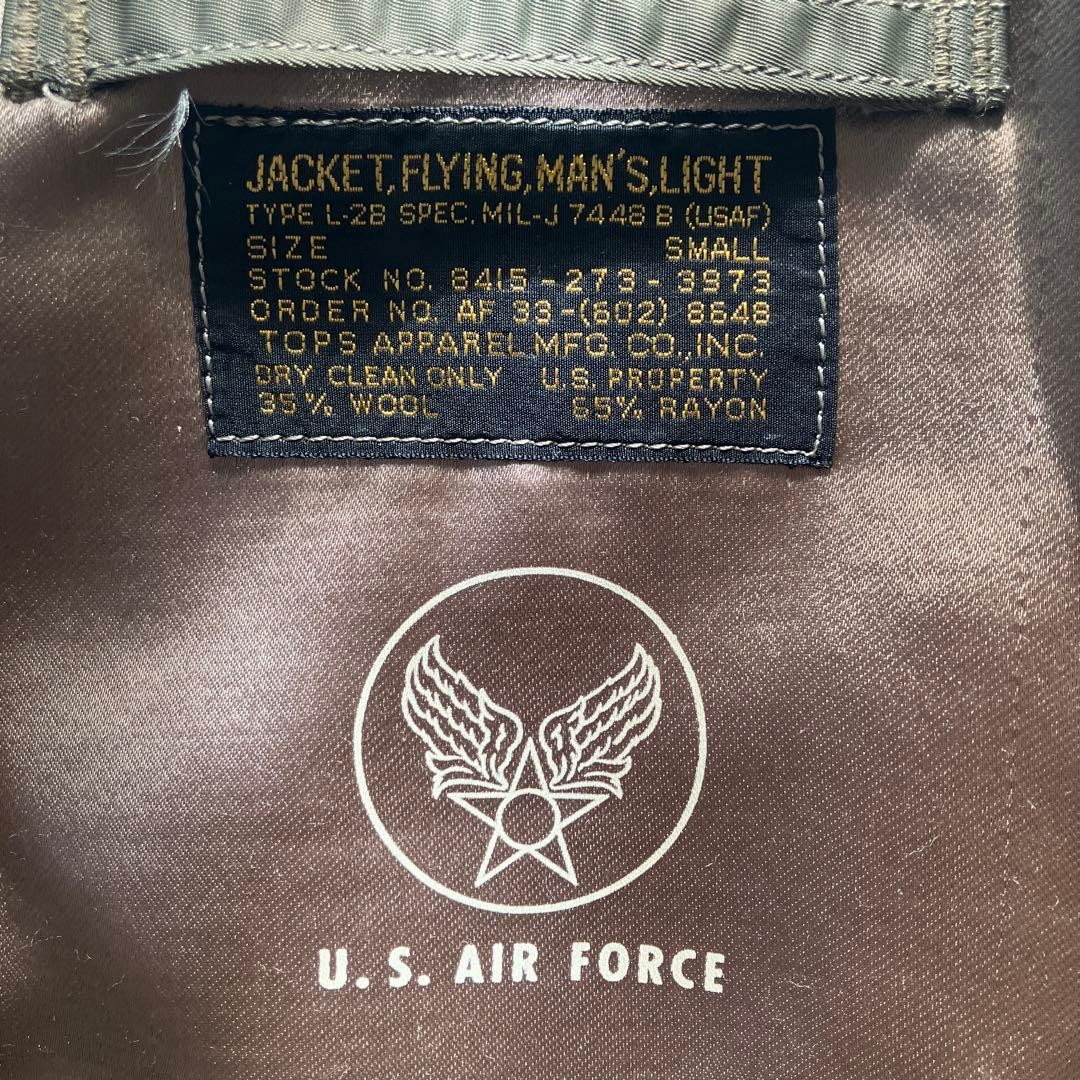 JACKET, FLYING, MAN'S, LIGHT
TYPE L-2B SPEC. MIL-J 7448 B (USAF)
SIZE SMALL
STOCK NO. 8415-273-3973
ORDER NO. AF 33-(602) 8648
TOPS APPAREL MFG. CO., INC.
DRY CLEAN ONLY U.S. PROPERTY
35% WOOL 65% RAYON
U.S. AIR FORCE